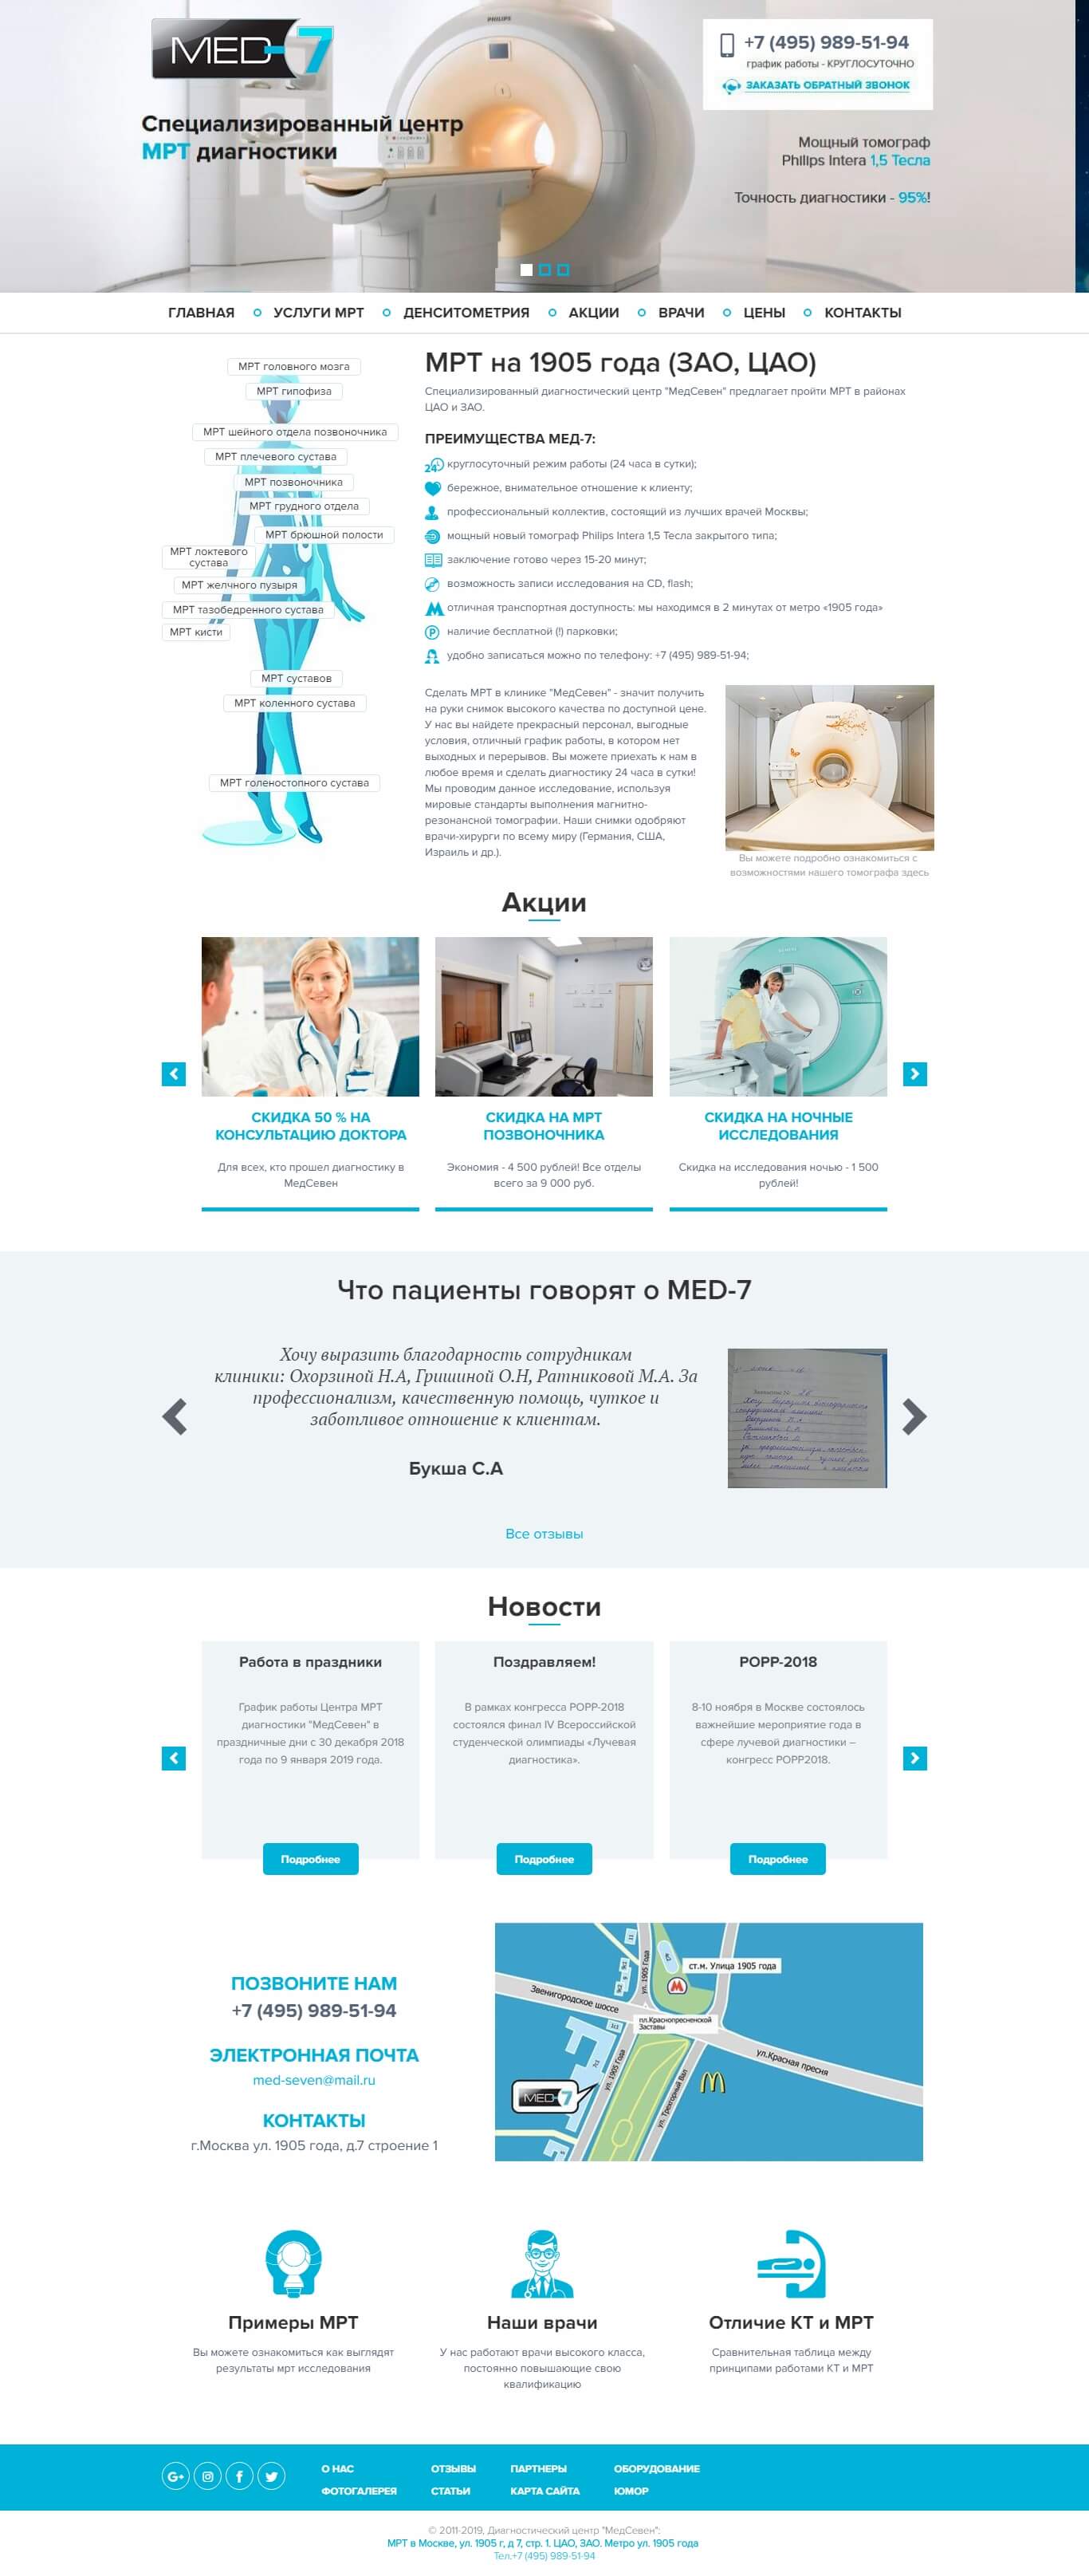 PHILIPS
MED-7
+7 (495) 989-51-94
график работы - КРУГЛОСУТОЧНО
ЗАКАЗАТЬ ОБРАТНЫЙ ЗВОНОК
Специализированный центр
МРТ диагностики
Мощный томограф
Philips Intera 1,5 Тесла
Точность диагностики - 95%!
ГЛАВНАЯ УСЛУГИ МРТ ДЕНСИТОМЕТРИЯ АКЦИИ ВРАЧИ ЦЕНЫ КОНТАКТЫ
МРТ головного мозга
МРТ гипофиза
МРТ шейного отдела позвоночника
МРТ плечевого сустава
МРТ позвоночника
МРТ грудного отдела
МРТ брюшной полости
МРТ локтевого
сустава
МРТ желчного пузыря
МРТ тазобедренного сустава
МРТ кисти
МРТ суставов
МРТ коленного сустава
МРТ голеностопного сустава
МРТ на 1905 года (ЗАО, ЦАО)
Специализированный диагностический центр "МедСевен" предлагает пройти МРТ в районах
ЦАО и ЗАО.
ПРЕИМУЩЕСТВА МЕД-7:
24 круглосуточный режим работы (24 часа в сутки);
бережное, внимательное отношение к клиенту;
профессиональный коллектив, состоящий из лучших врачей Москвы;
мощный новый томограф Philips Intera 1,5 Тесла закрытого типа;
заключение готово через 15-20 минут;
возможность записи исследования на CD, flash;
отличная транспортная доступность: мы находимся в 2 минутах от метро «1905 года»
P наличие бесплатной (!) парковки;
удобно записаться можно по телефону: +7 (495) 989-51-94;
Сделать МРТ в клинике "МедСевен" - значит получить
на руки снимок высокого качества по доступной цене.
У нас вы найдете прекрасный персонал, выгодные
условия, отличный график работы, в котором нет
выходных и перерывов. Вы можете приехать к нам в
любое время и сделать диагностику 24 часа в сутки!
Мы проводим данное исследование, используя
мировые стандарты выполнения магнитно-
резонансной томографии. Наши снимки одобряют
врачи-хирурги по всему миру (Германия, США,
Израиль и др.).
Вы можете подробно ознакомиться с
возможностями нашего томографа здесь
Акции
СКИДКА 50 % НА
КОНСУЛЬТАЦИЮ ДОКТОРА
Для всех, кто прошел диагностику в
МедСевен
СКИДКА НА МРТ
ПОЗВОНОЧНИКА
Экономия - 4 500 рублей! Все отделы
всего за 9 000 руб.
СКИДКА НА НОЧНЫЕ
ИССЛЕДОВАНИЯ
Скидка на исследования ночью - 1 500
рублей!
Что пациенты говорят о MED-7
Хочу выразить благодарность сотрудникам
клиники: Охорзиной Н.А, Гришиной О.Н, Ратниковой М.А. За
профессионализм, качественную помощь, чуткое и
заботливое отношение к клиентам.
Букша С.А
Все отзывы
Новости
Работа в праздники
График работы Центра МРТ
диагностики "МедСевен" в
праздничные дни с 30 декабря 2018
года по 9 января 2019 года.
Подробнее
Поздравляем!
В рамках конгресса РОРР-2018
состоялся финал IV Всероссийской
студенческой олимпиады «Лучевая
диагностика».
Подробнее
РОРР-2018
8-10 ноября в Москве состоялось
важнейшие мероприятие года в
сфере лучевой диагностики –
конгресс РОРР2018.
Подробнее
ПОЗВОНИТЕ НАМ
+7 (495) 989-51-94
ЭЛЕКТРОННАЯ ПОЧТА
med-seven@mail.ru
КОНТАКТЫ
г.Москва ул. 1905 года, д.7 строение 1
ст.м. Улица 1905 года
ул. 1905 Года
Звенигородское шоссе
пл.Краснопресненской
Заставы
ул.Красная пресня
ул. 1905 Года
ул. Трехгорный Вал
MED-7
Примеры МРТ
Вы можете ознакомиться как выглядят
результаты мрт исследования
Наши врачи
У нас работают врачи высокого класса,
постоянно повышающие свою
квалификацию
Отличие КТ и МРТ
Сравнительная таблица между
принципами работами КТ и МРТ
G+
О НАС ОТЗЫВЫ ПАРТНЕРЫ ОБОРУДОВАНИЕ
ФОТОГАЛЕРЕЯ СТАТЬИ КАРТА САЙТА ЮМОР
© 2011-2019, Диагностический центр "МедСевен":
МРТ в Москве, ул. 1905 г, д 7, стр. 1. ЦАО, ЗАО. Метро ул. 1905 года
Тел.+7 (495) 989-51-94